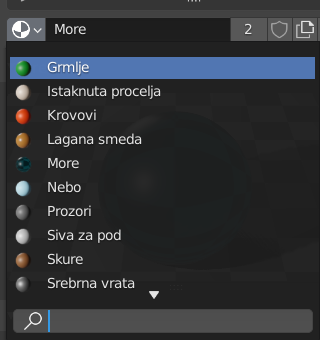 More 2
Grmlje
Istaknuta procelja
Krovovi
Lagana smeda
More
Nebo
Prozori
Siva za pod
Skure
Srebrna vrata